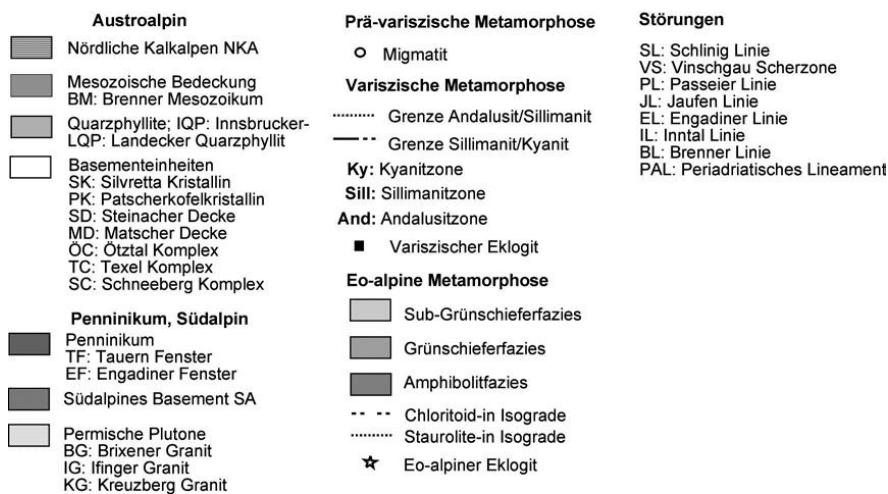 Austroalpin
Nördliche Kalkalpen NKA
Mesozoische Bedeckung
BM: Brenner Mesozoikum
Quarzphyllite; IQP: Innsbrucker-
LQP: Landecker Quarzphyllit
Basementeinheiten
SK: Silvretta Kristallin
PK: Patscherkofelkristallin
SD: Steinacher Decke
MD: Matscher Decke
ÖC: Ötztal Komplex
TC: Texel Komplex
SC: Schneeberg Komplex
Penninikum, Südalpin
Penninikum
TF: Tauern Fenster
EF: Engadiner Fenster
Südalpines Basement SA
Permische Plutone
BG: Brixener Granit
IG: Ifinger Granit
KG: Kreuzberg Granit
Prä-variszische Metamorphose
Migmatit
Variszische Metamorphose
Grenze Andalusit/Sillimanit
Grenze Sillimanit/Kyanit
Ky: Kyanitzone
Sill: Sillimanitzone
And: Andalusitzone
Variszischer Eklogit
Eo-alpine Metamorphose
Sub-Grünschieferfazies
Grünschieferfazies
Amphibolitfazies
Chloritoid-in Isograde
Staurolite-in Isograde
Eo-alpiner Eklogit
Störungen
SL: Schlinig Linie
VS: Vinschgau Scherzone
PL: Passeier Linie
JL: Jaufen Linie
EL: Engadiner Linie
IL: Inntal Linie
BL: Brenner Linie
PAL: Periadriatisches Lineament